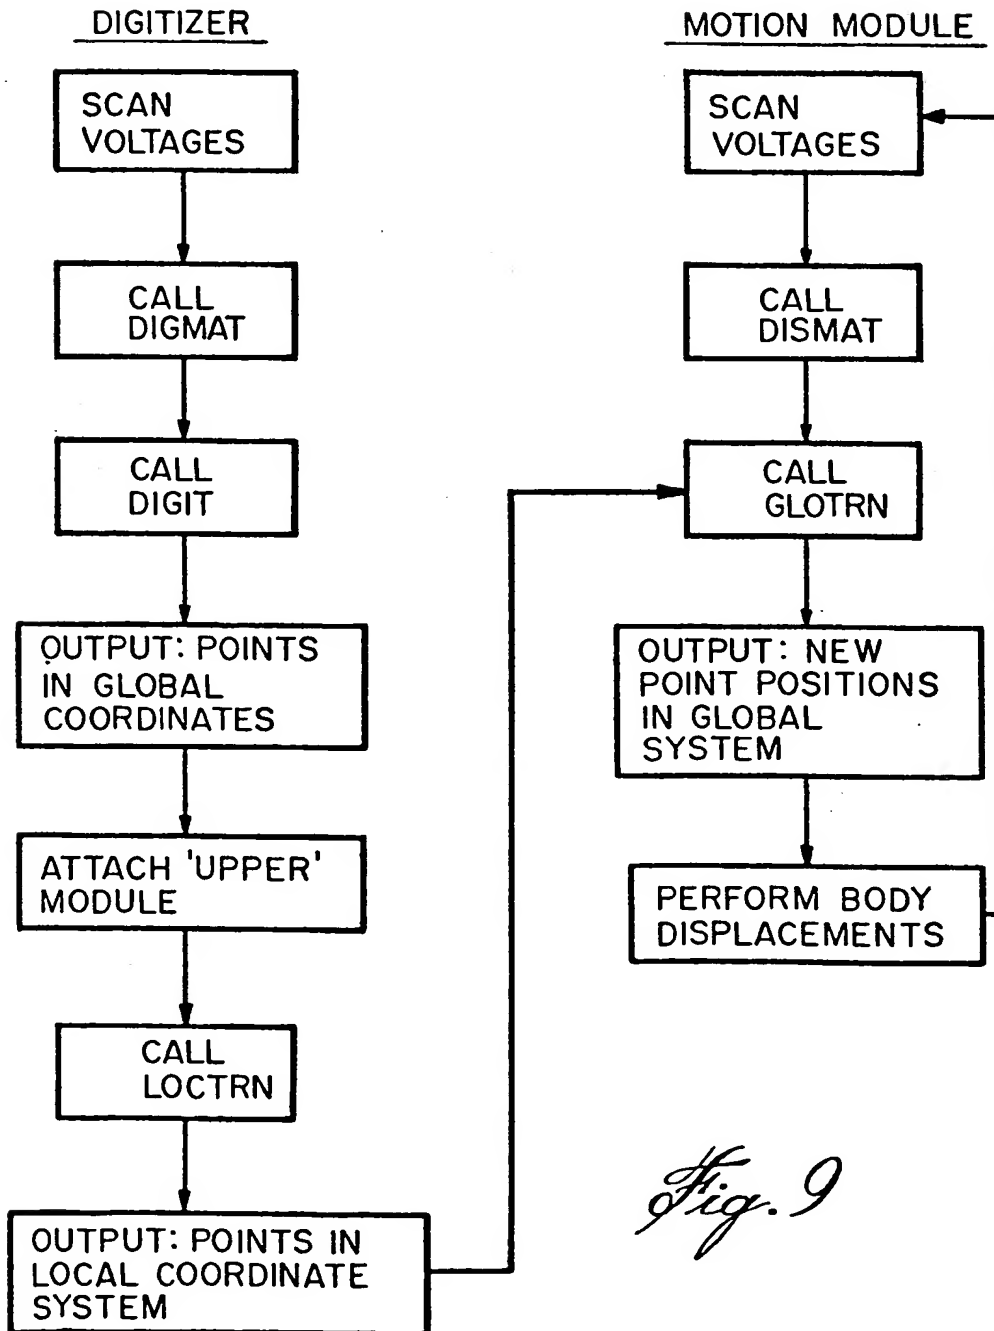 DIGITIZER
SCAN
VOLTAGES
CALL
DIGMAT
CALL
DIGIT
OUTPUT: POINTS
IN GLOBAL
COORDINATES
ATTACH 'UPPER'
MODULE
CALL
LOCTRN
OUTPUT: POINTS IN
LOCAL COORDINATE
SYSTEM
MOTION MODULE
SCAN
VOLTAGES
CALL
DISMAT
CALL
GLOTRN
OUTPUT: NEW
POINT POSITIONS
IN GLOBAL
SYSTEM
PERFORM BODY
DISPLACEMENTS
Fig. 9